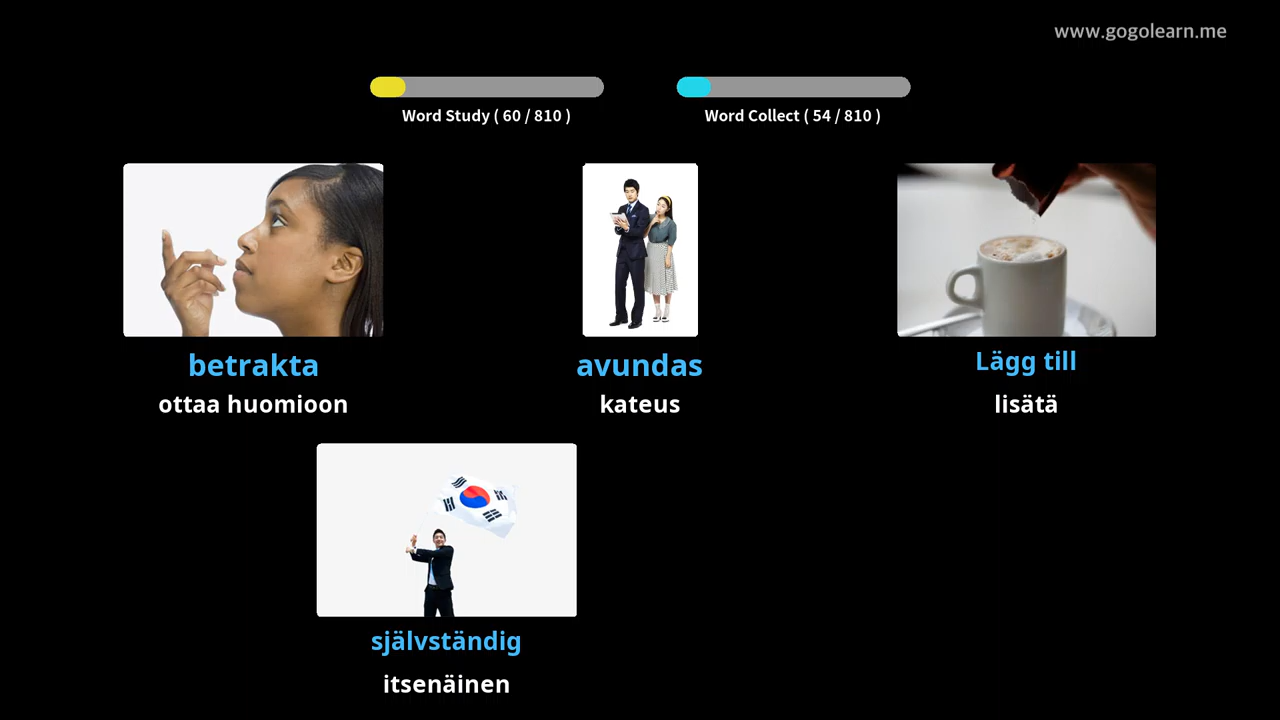 www.gogolearn.me
Word Study ( 60 / 810 )
Word Collect ( 54 / 810 )
betrakta
ottaa huomioon
avundas
kateus
Lägg till
lisätä
självständig
itsenäinen